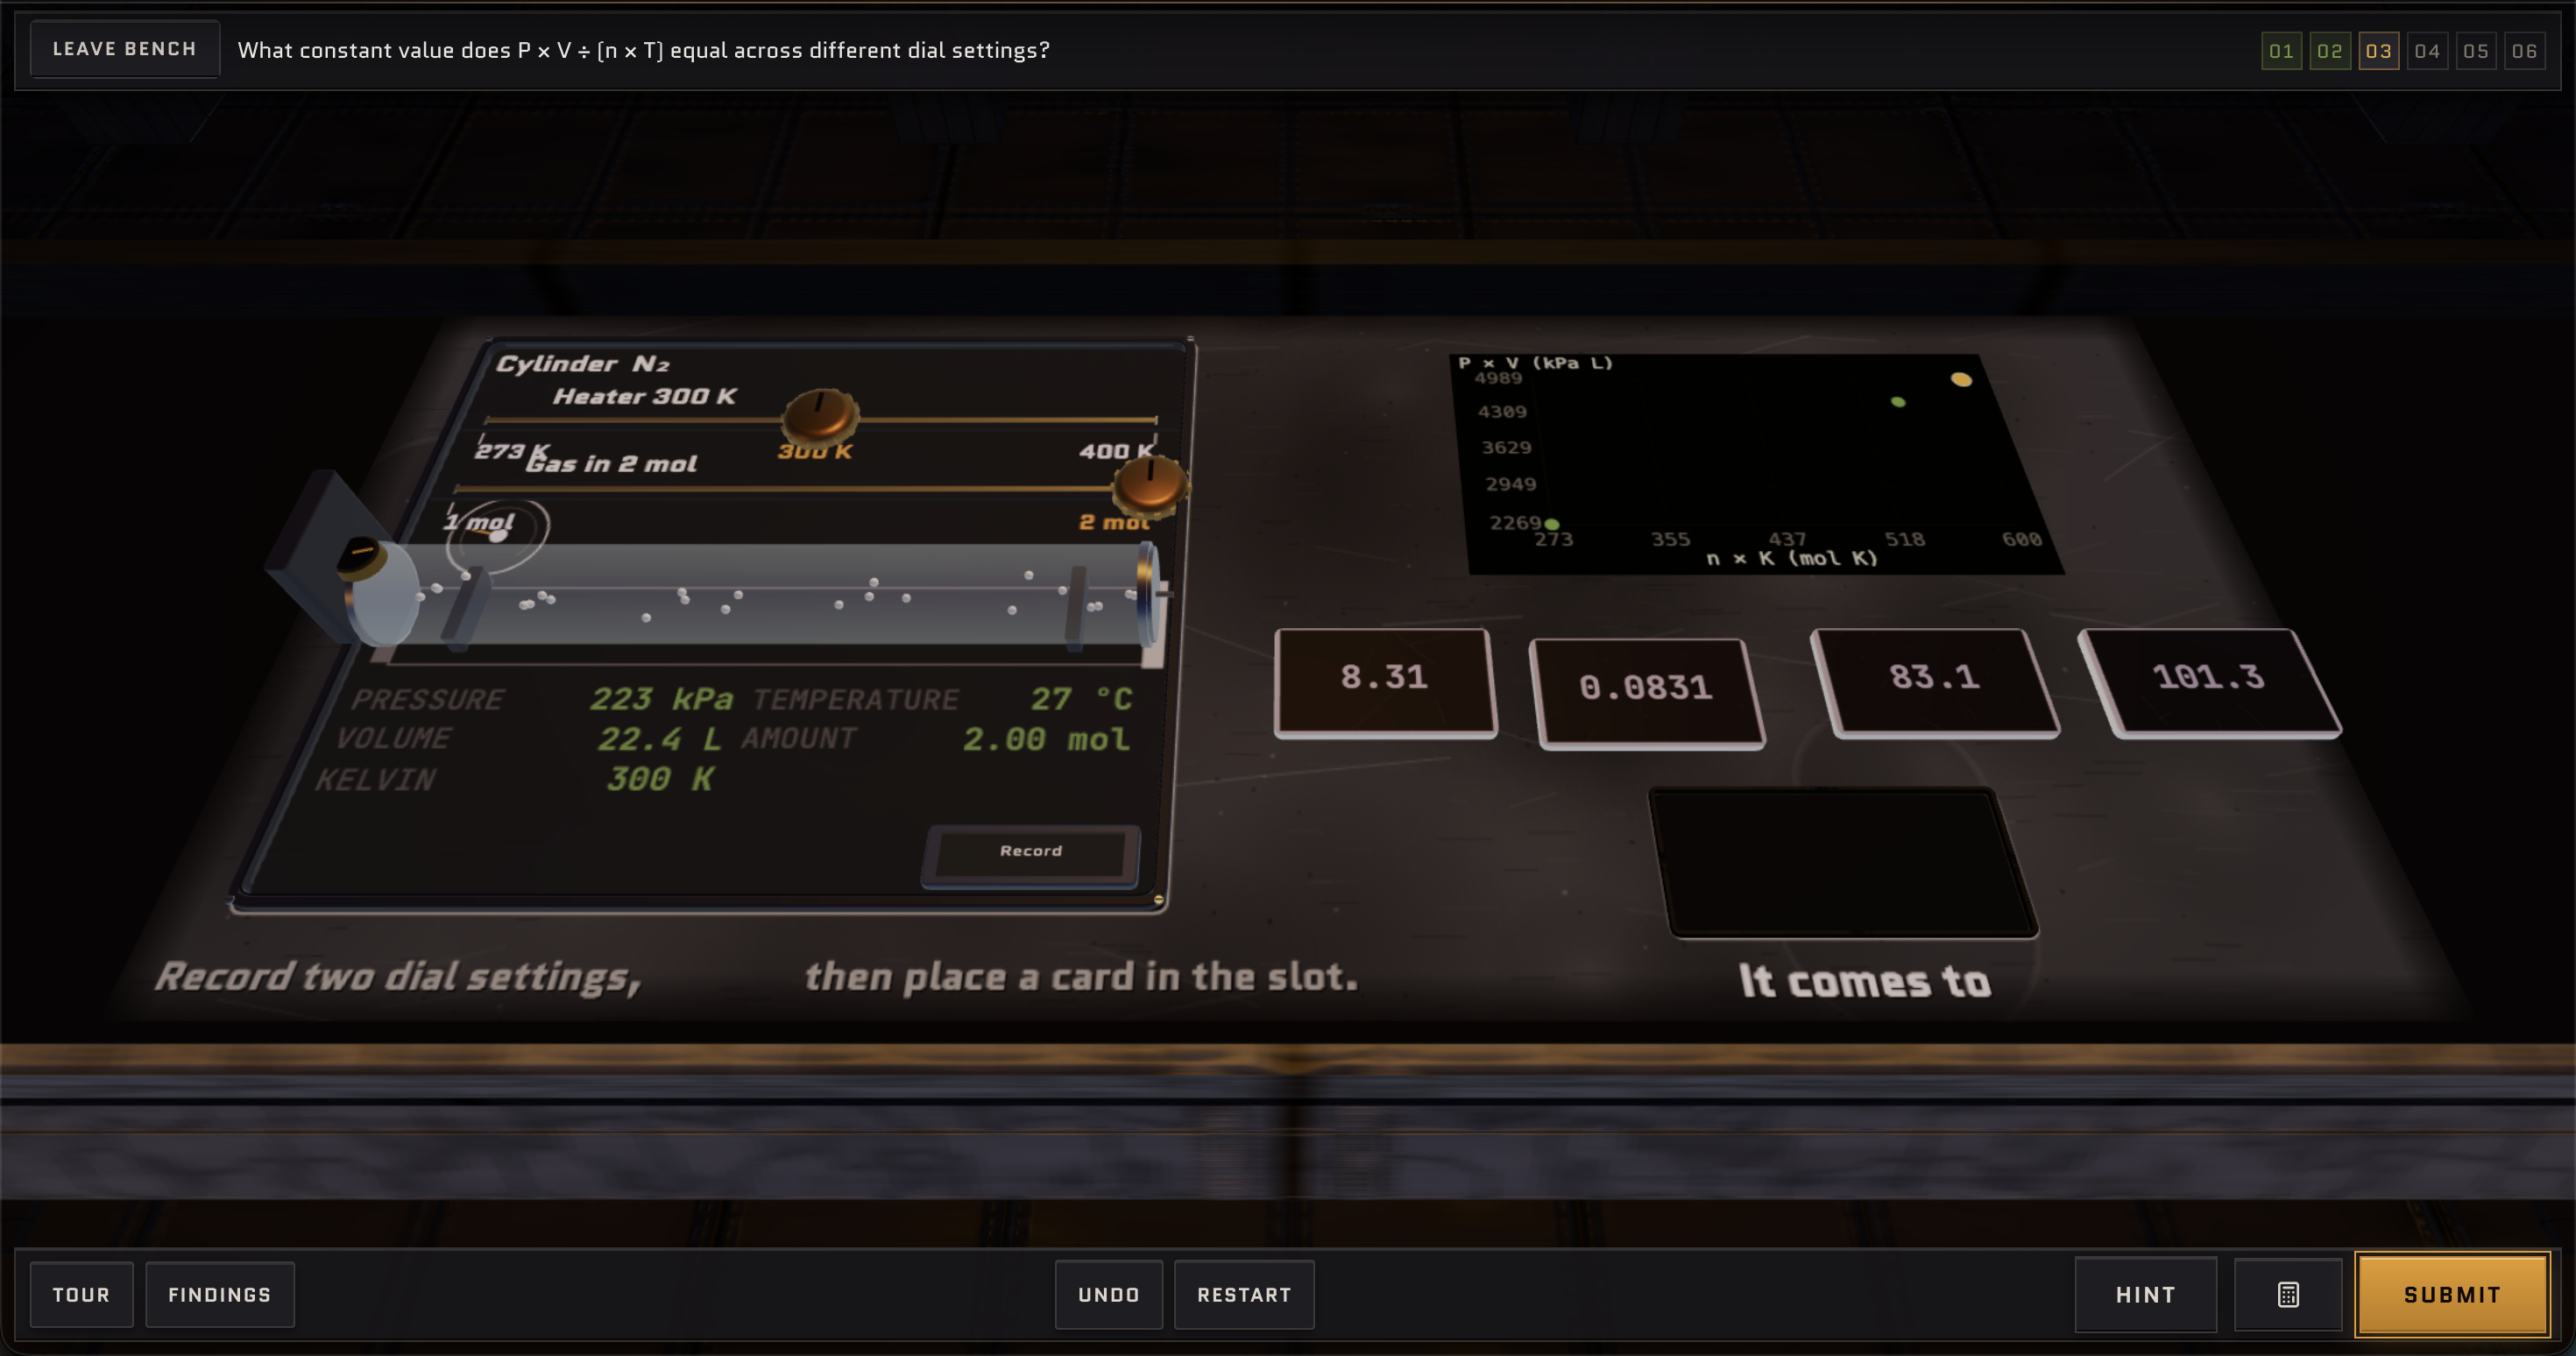 LEAVE BENCH
What constant value does P × V ÷ (n × T) equal across different dial settings?
01 02 03 04 05 06
Cylinder N₂
Heater 300 K
273 K 300 K 400 K
Gas in 2 mol
1 mol 2 mol
PRESSURE 223 kPa TEMPERATURE 27 °C
VOLUME 22.4 L AMOUNT 2.00 mol
KELVIN 300 K
Record
P × V (kPa L)
4989
4309
3629
2949
2269
273 355 437 518 600
n × K (mol K)
8.31 0.0831 83.1 101.3
Record two dial settings, then place a card in the slot.
It comes to
TOUR FINDINGS UNDO RESTART HINT SUBMIT